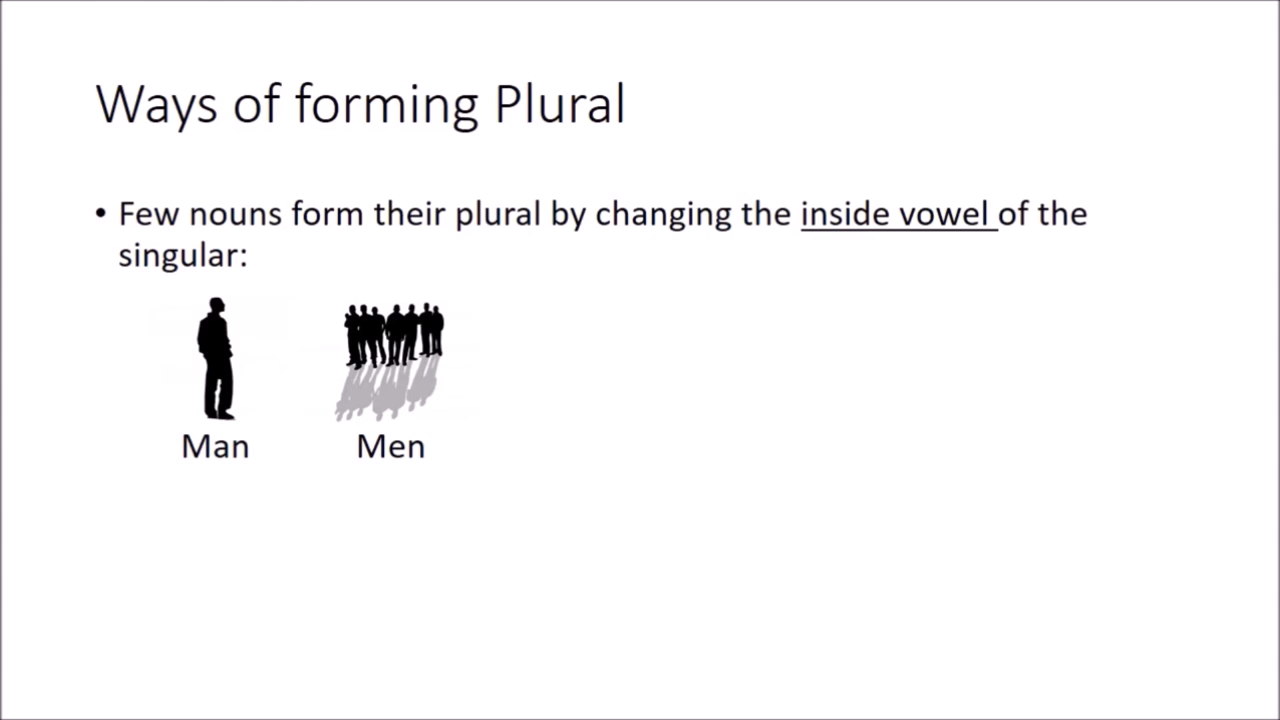 Ways of forming Plural
• Few nouns form their plural by changing the inside vowel of the
singular:
Man Men